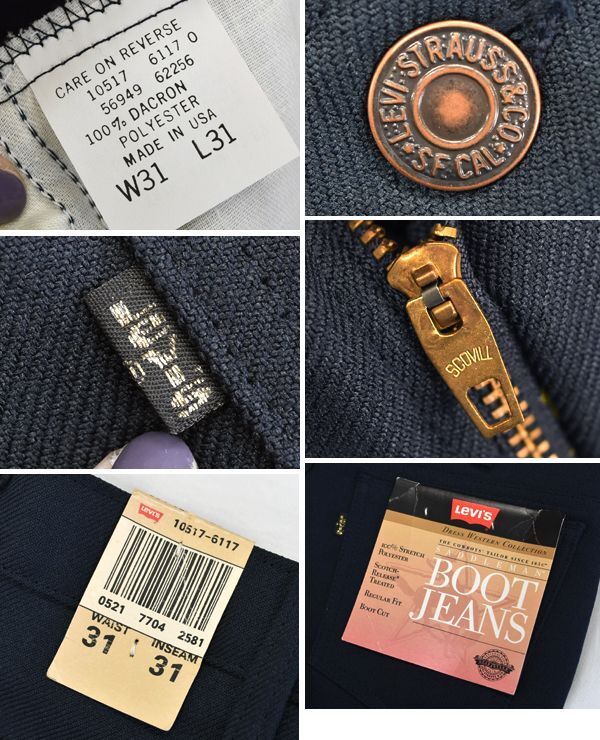 CARE ON REVERSE
10517 6117 0
56949 62256
100% DACRON
POLYESTER
MADE IN USA
W31 L31
LEVI STRAUSS & CO.
S.F. CAL
LEVI'S
SCOVILL
LEVI'S
10517-6117
0521 7704 2581
WAIST INSEAM
31 31
LEVI'S
DRESS WESTERN COLLECTION
THE COWBOYS' TAILOR SINCE 1850
SADDLEMAN
BOOT
JEANS
100% STRETCH
POLYESTER
SCOTCH-
RELEASE*
TREATED
REGULAR FIT
BOOT CUT